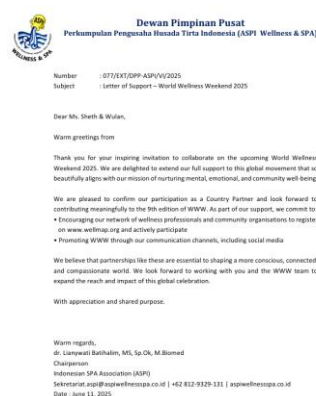 ASPI
WELLNESS & SPA
Dewan Pimpinan Pusat
Perkumpulan Pengusaha Husada Tirta Indonesia (ASPI Wellness & SPA)
Number : 077/EXT/DPP-ASPI/VI/2025
Subject : Letter of Support – World Wellness Weekend 2025
Dear Ms. Sheth & Wulan,
Warm greetings from
Thank you for your inspiring invitation to collaborate on the upcoming World Wellness
Weekend 2025. We are delighted to extend our full support to this global movement that so
beautifully aligns with our mission of nurturing mental, emotional, and community well-being
We are pleased to confirm our participation as a Country Partner and look forward to
contributing meaningfully to the 9th edition of WWW. As part of our support, we commit to
• Encouraging our network of wellness professionals and community organisations to registe
on www.wellmap.org and actively participate
• Promoting WWW through our communication channels, including social media
We believe that partnerships like these are essential to shaping a more conscious, connected
and compassionate world. We look forward to working with you and the WWW team to
expand the reach and impact of this global celebration.
With appreciation and shared purpose.
Warm regards,
dr. Lianywati Batihalim, MS, Sp.Ok, M.Biomed
Chairperson
Indonesian SPA Association (ASPI)
Sekretariat.aspi@aspiwellnessspa.co.id | +62 812-9329-131 | aspiwellnessspa.co.id
Date : June 11, 2025